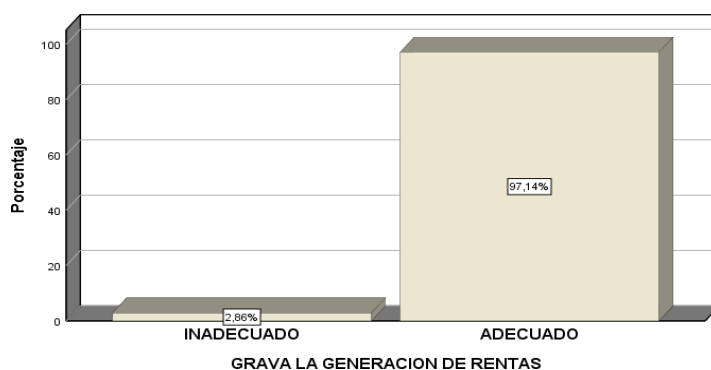 Porcentaje
100
80
60
40
20
0
97,14%
2,86%
INADECUADO
ADECUADO
GRAVA LA GENERACION DE RENTAS